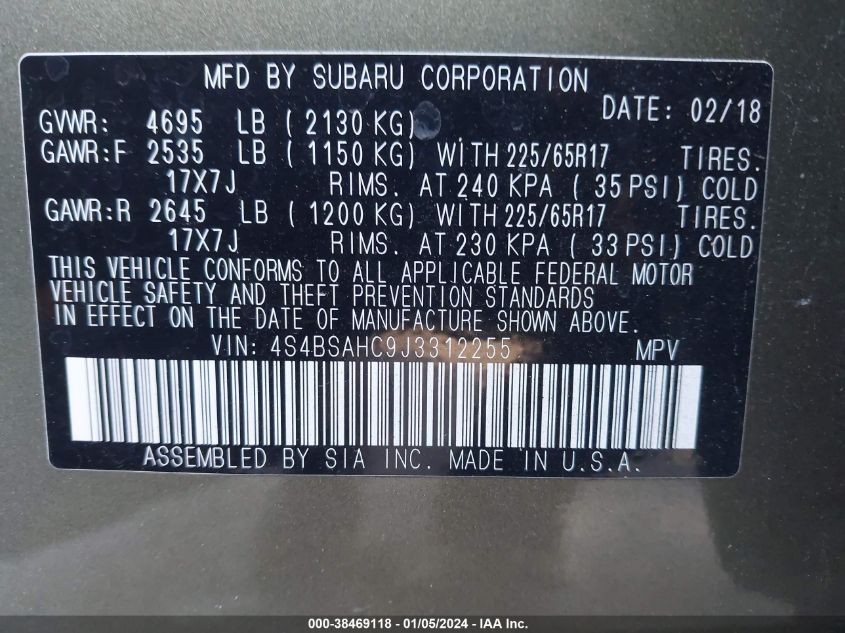 MFD BY SUBARU CORPORATION
DATE: 02/18
GVWR: 4695 LB ( 2130 KG)
GAWR:F 2535 LB ( 1150 KG) WITH 225/65R17 TIRES.
17X7J RIMS. AT 240 KPA ( 35 PSI) COLD
GAWR:R 2645 LB ( 1200 KG) WITH 225/65R17 TIRES.
17X7J RIMS. AT 230 KPA ( 33 PSI) COLD
THIS VEHICLE CONFORMS TO ALL APPLICABLE FEDERAL MOTOR
VEHICLE SAFETY AND THEFT PREVENTION STANDARDS
IN EFFECT ON THE DATE OF MANUFACTURE SHOWN ABOVE.
VIN: 4S4BSAHC9J3312255 MPV
ASSEMBLED BY SIA INC. MADE IN U.S.A.
000-38469118 - 01/05/2024 - IAA Inc.